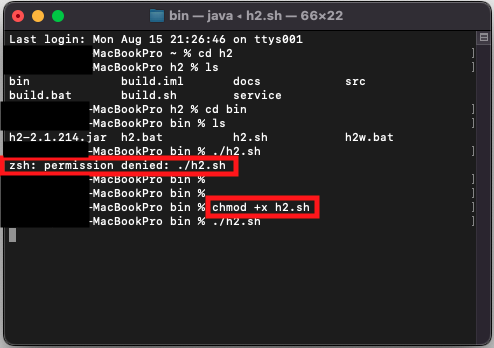 bin — java ◂ h2.sh — 66×22
Last login: Mon Aug 15 21:26:46 on ttys001
-MacBookPro ~ % cd h2
-MacBookPro h2 % ls
bin build.iml docs src
build.bat build.sh service
-MacBookPro h2 % cd bin
-MacBookPro bin % ls
h2-2.1.214.jar h2.bat h2.sh h2w.bat
-MacBookPro bin % ./h2.sh
zsh: permission denied: ./h2.sh
-MacBookPro bin %
-MacBookPro bin %
-MacBookPro bin % chmod +x h2.sh
-MacBookPro bin % ./h2.sh